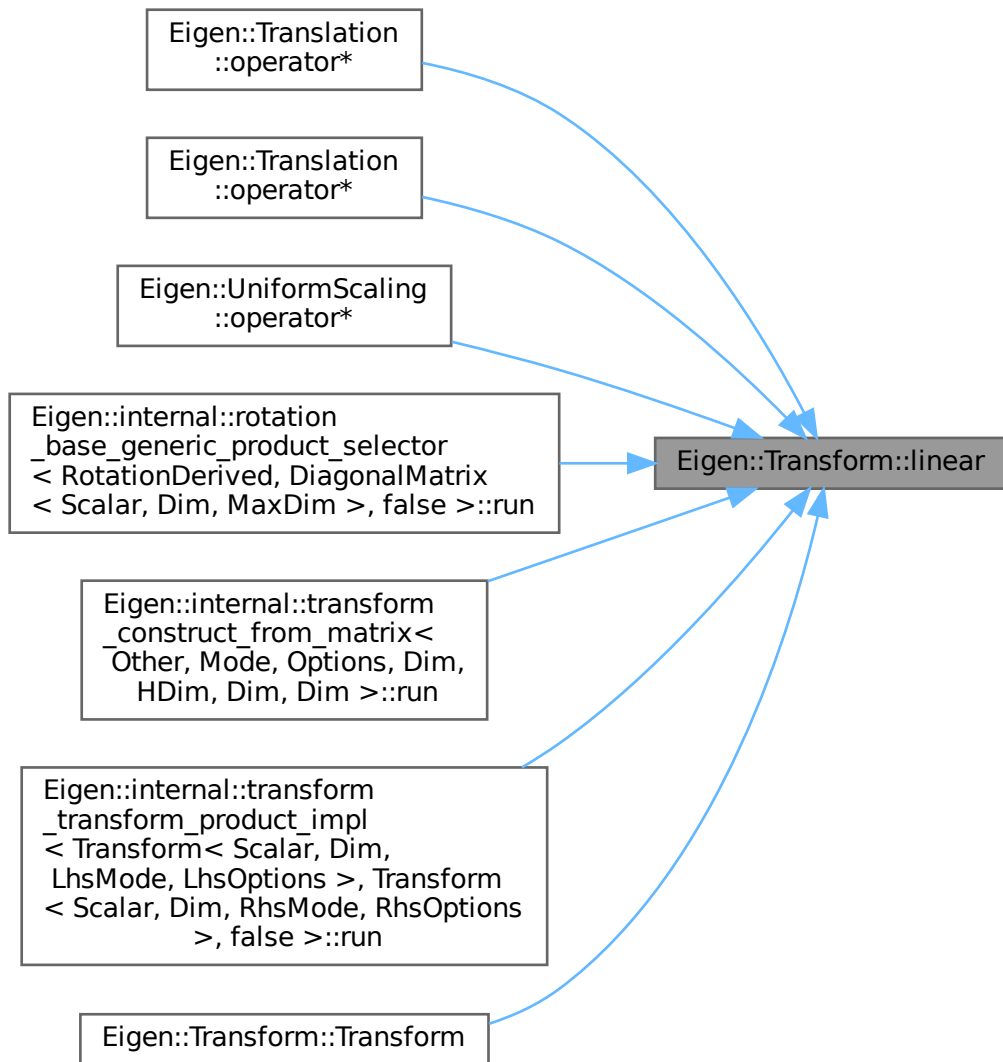 Eigen::Translation
::operator*
Eigen::Translation
::operator*
Eigen::UniformScaling
::operator*
Eigen::internal::rotation
_base_generic_product_selector
< RotationDerived, DiagonalMatrix
< Scalar, Dim, MaxDim >, false >::run
Eigen::Transform::linear
Eigen::internal::transform
_construct_from_matrix<
Other, Mode, Options, Dim,
HDim, Dim, Dim >::run
Eigen::internal::transform
_transform_product_impl
< Transform< Scalar, Dim,
LhsMode, LhsOptions >, Transform
< Scalar, Dim, RhsMode, RhsOptions
>, false >::run
Eigen::Transform::Transform